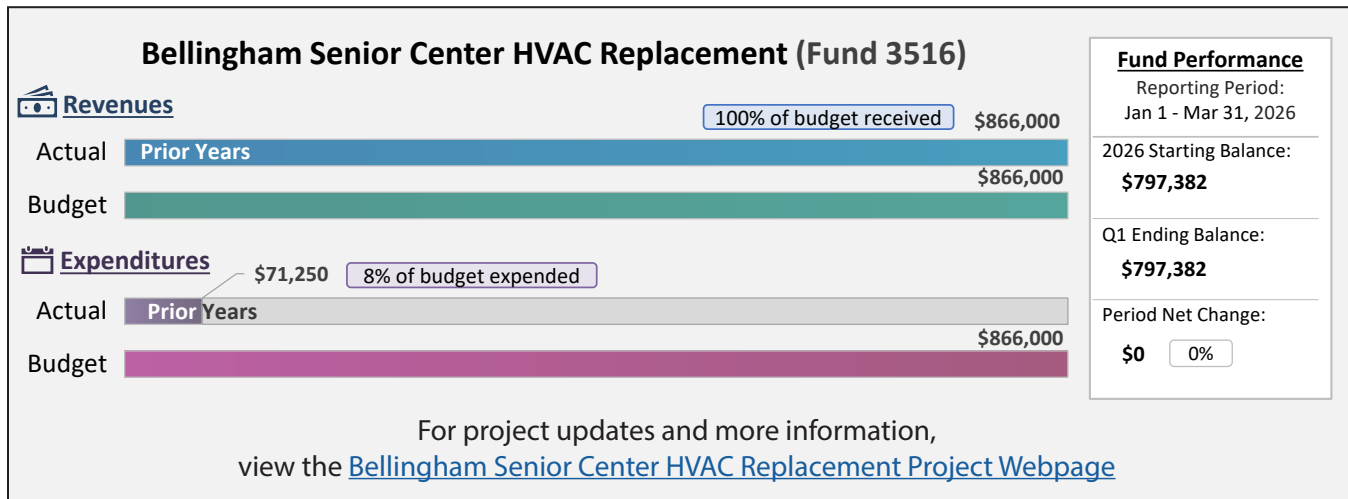 Bellingham Senior Center HVAC Replacement (Fund 3516)
Revenues
100% of budget received
$866,000
Actual
Prior Years
$866,000
Budget
Expenditures
$71,250
8% of budget expended
Actual
Prior Years
$866,000
Budget
Fund Performance
Reporting Period:
Jan 1 - Mar 31, 2026
2026 Starting Balance:
$797,382
Q1 Ending Balance:
$797,382
Period Net Change:
$0
0%
For project updates and more information,
view the Bellingham Senior Center HVAC Replacement Project Webpage